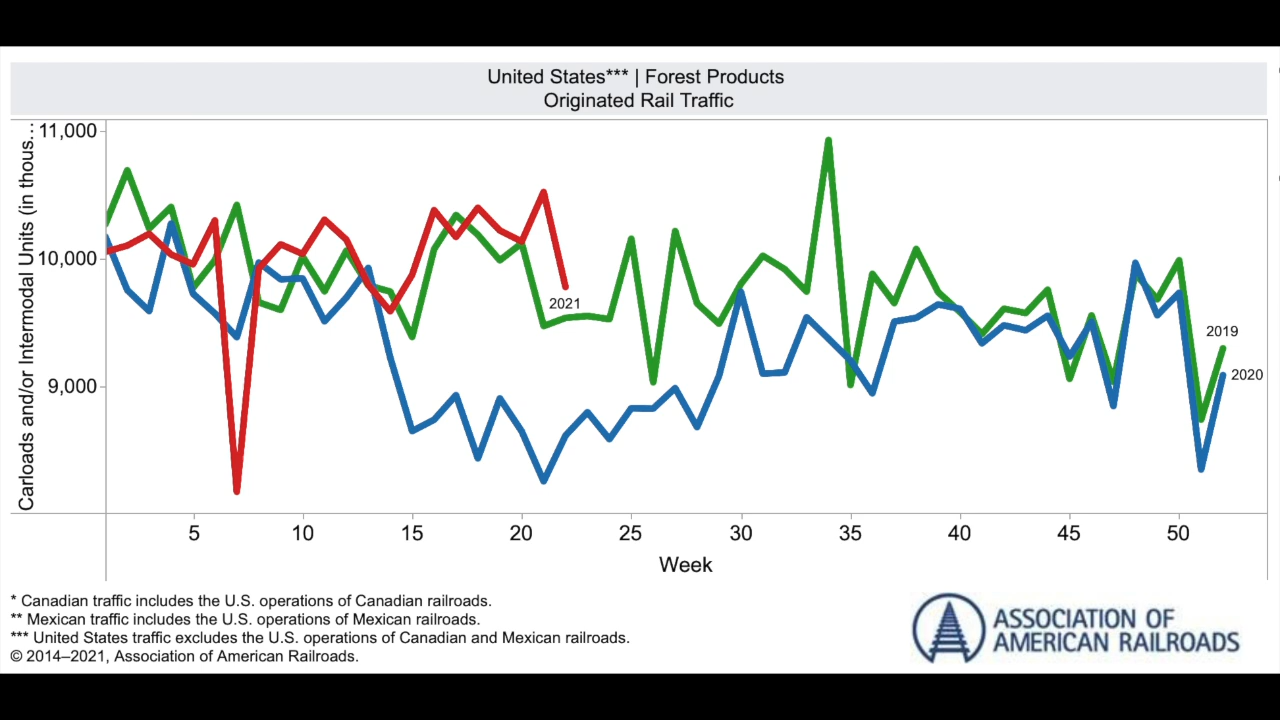 United States*** | Forest Products
Originated Rail Traffic
Carloads and/or Intermodal Units (in thous...
11,000
10,000
9,000
2021
2019
2020
5 10 15 20 25 30 35 40 45 50
Week
* Canadian traffic includes the U.S. operations of Canadian railroads.
** Mexican traffic includes the U.S. operations of Mexican railroads.
*** United States traffic excludes the U.S. operations of Canadian and Mexican railroads.
© 2014–2021, Association of American Railroads.
ASSOCIATION OF
AMERICAN RAILROADS